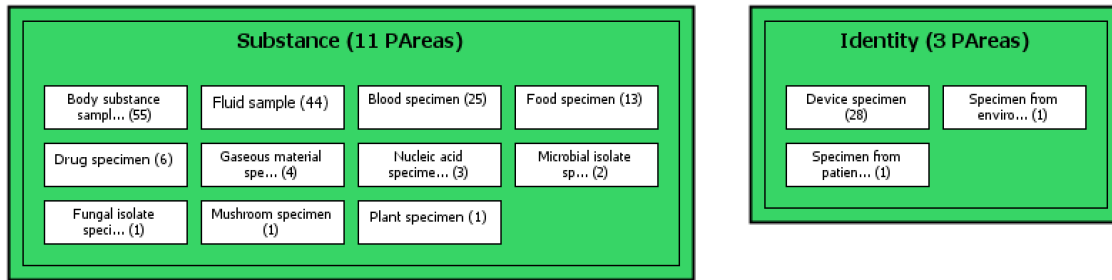 Substance (11 PAreas)
Body substance
sampl... (55)
Fluid sample (44)
Blood specimen (25)
Food specimen (13)
Drug specimen (6)
Gaseous material
spe... (4)
Nucleic acid
specime... (3)
Microbial isolate
sp... (2)
Fungal isolate
speci... (1)
Mushroom specimen
(1)
Plant specimen (1)
Identity (3 PAreas)
Device specimen
(28)
Specimen from
enviro... (1)
Specimen from
patien... (1)